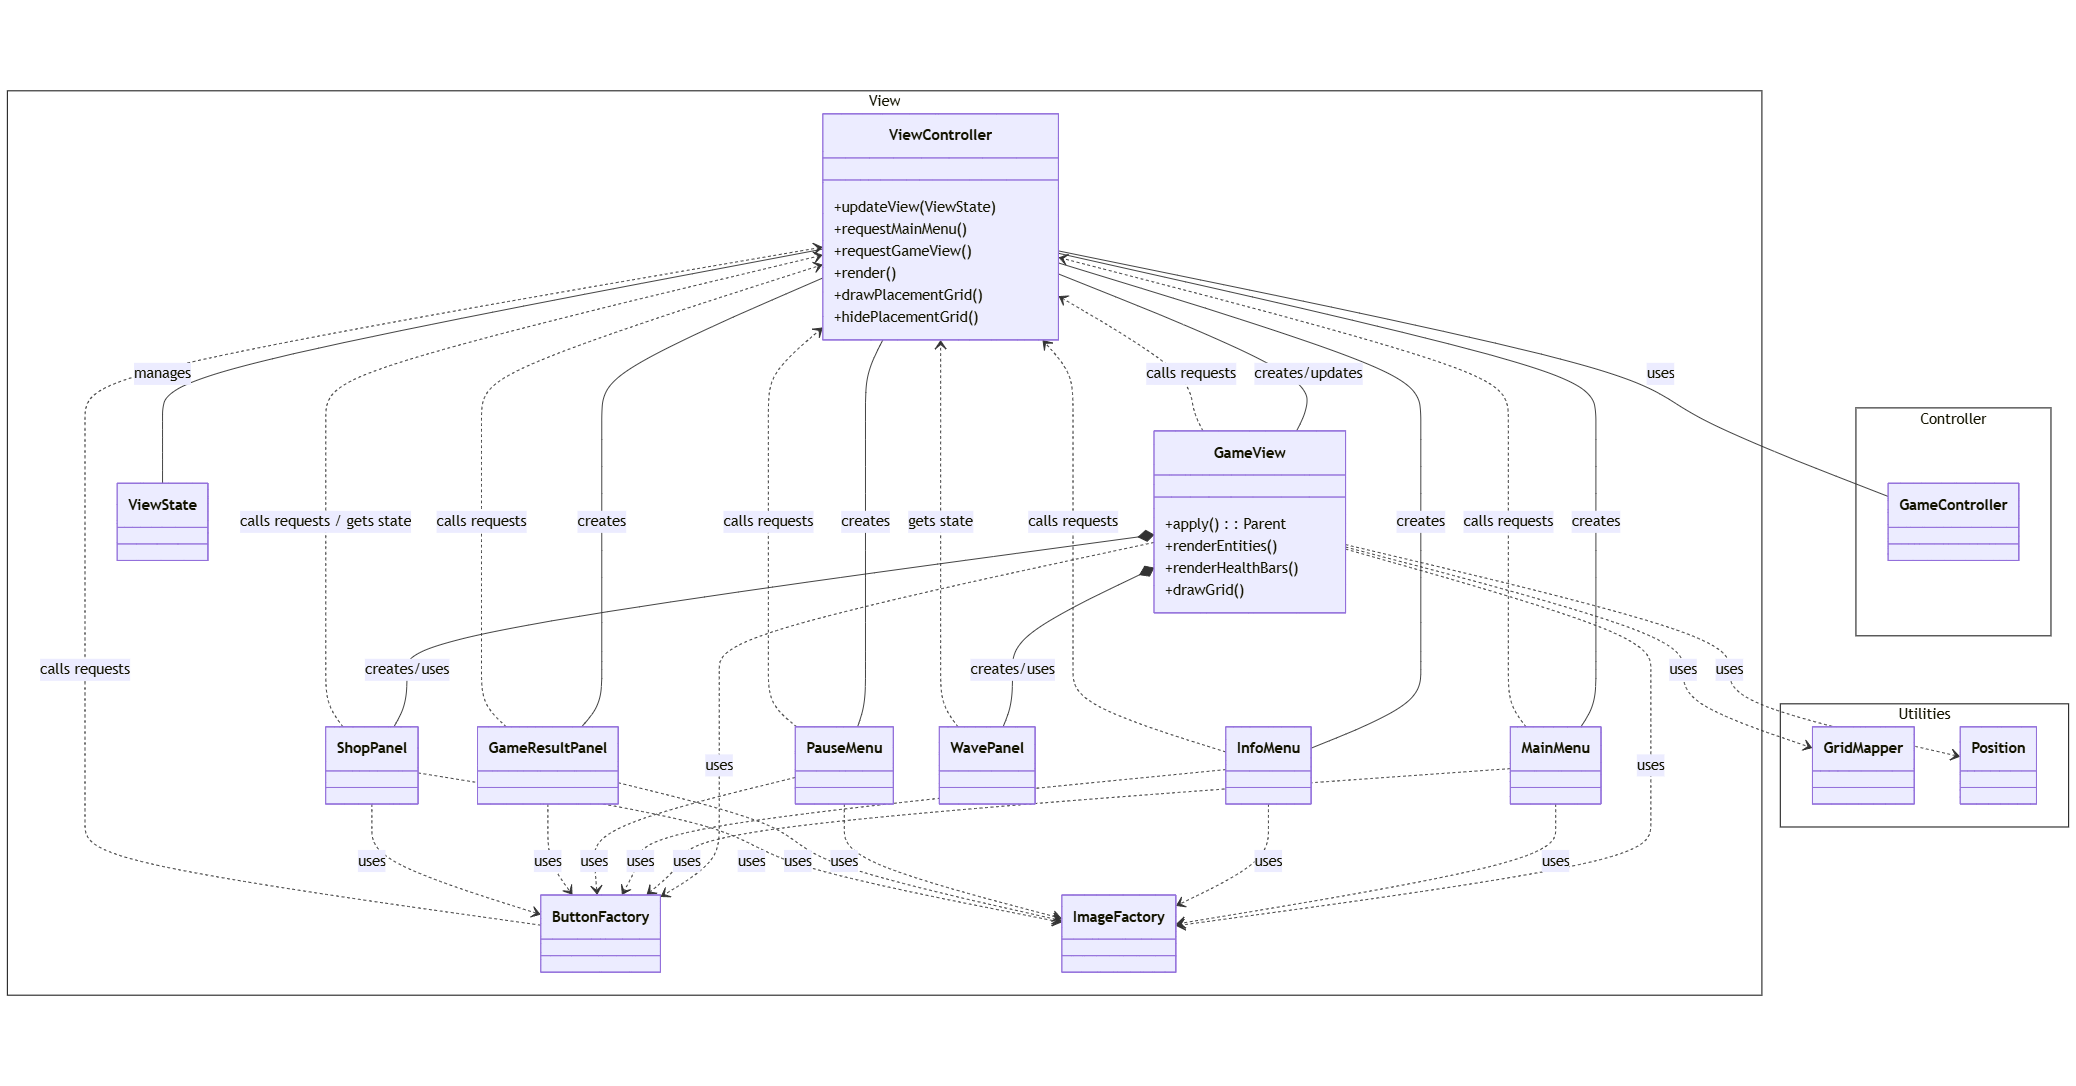 View
ViewController
+updateView(ViewState)
+requestMainMenu()
+requestGameView()
+render()
+drawPlacementGrid()
+hidePlacementGrid()
manages
calls requests
creates/updates
uses
Controller
GameController
GameView
+apply() : : Parent
+renderEntities()
+renderHealthBars()
+drawGrid()
ViewState
calls requests / gets state
calls requests
creates
calls requests
creates
gets state
calls requests
creates
calls requests
creates
calls requests
creates/uses
creates/uses
uses
uses
Utilities
ShopPanel
GameResultPanel
PauseMenu
WavePanel
InfoMenu
MainMenu
GridMapper
Position
uses
uses
uses
uses
uses
uses
uses
uses
uses
uses
uses
uses
ButtonFactory
ImageFactory